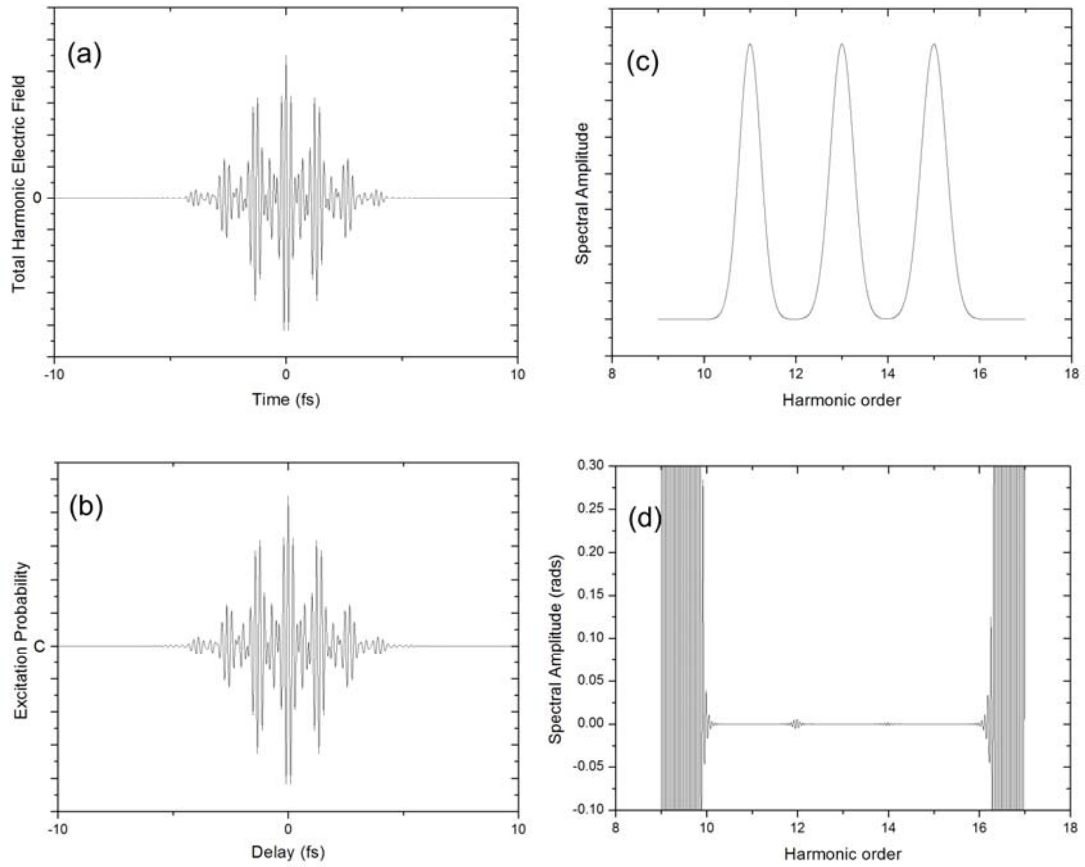 (a)
Total Harmonic Electric Field
0
-10 0 10
Time (fs)
(c)
Spectral Amplitude
8 10 12 14 16 18
Harmonic order
(b)
Excitation Probability
C
-10 0 10
Delay (fs)
(d)
Spectral Amplitude (rads)
0.30
0.25
0.20
0.15
0.10
0.05
0.00
-0.05
-0.10
8 10 12 14 16 18
Harmonic order